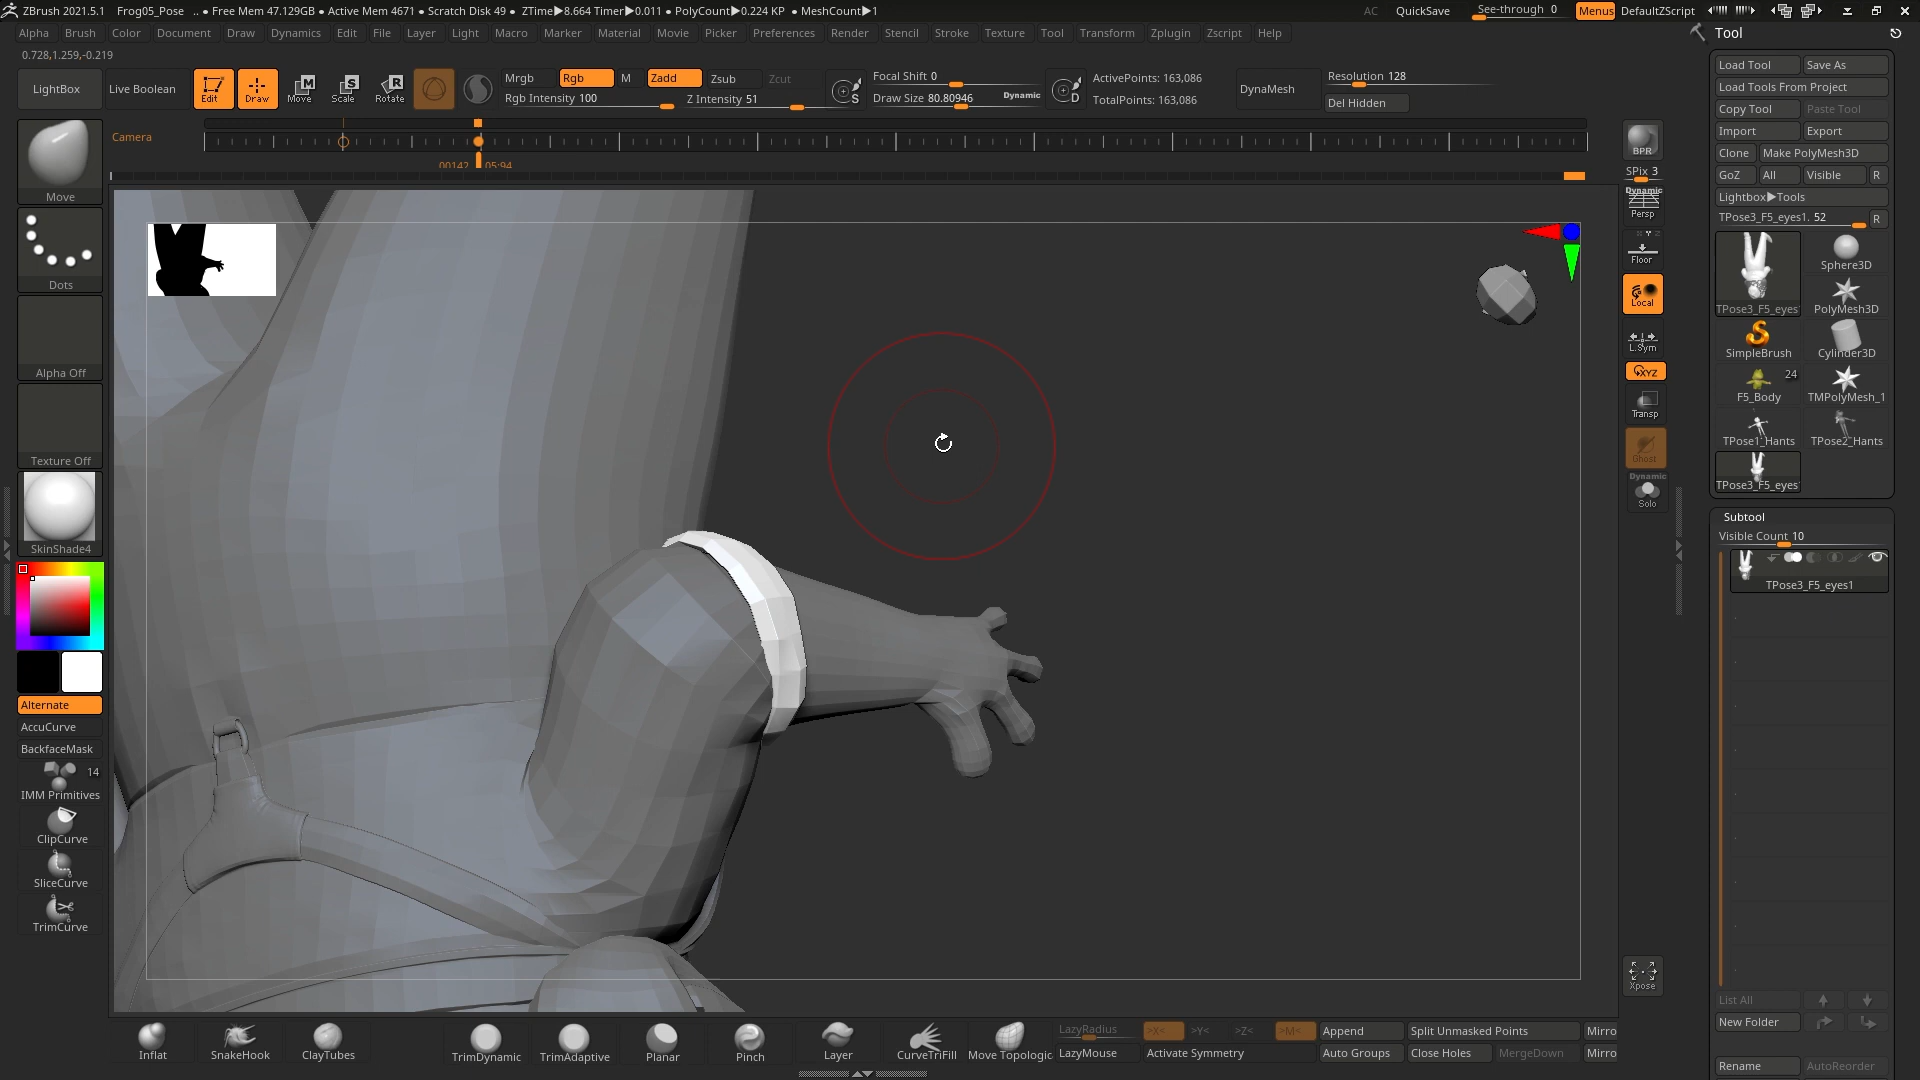 ZBrush 2021.5.1 Frog05_Pose .. • Free Mem 47.129GB • Active Mem 4671 • Scratch Disk 49 • ZTime▶8.664 Timer▶0.011 • PolyCount▶0.224 KP • MeshCount▶1 AC QuickSave See-through 0 Menus DefaultZScript
Alpha Brush Color Document Draw Dynamics Edit File Layer Light Macro Marker Material Movie Picker Preferences Render Stencil Stroke Texture Tool Transform Zplugin Zscript Help
0.728,1.259,-0.219
LightBox Live Boolean Edit Draw Move Scale Rotate
Mrgb Rgb M Zadd Zsub Zcut
Rgb Intensity 100 Z Intensity 51
S Focal Shift 0
Draw Size 80.80946 Dynamic D
ActivePoints: 163,086
TotalPoints: 163,086
DynaMesh Resolution 128
Del Hidden
Camera
00142 05:94
Move
Dots
Alpha Off
Texture Off
SkinShade4
Alternate
AccuCurve
BackfaceMask
14
IMM Primitives
ClipCurve
SliceCurve
TrimCurve
BPR
SPix 3
Dynamic
Persp
Floor
Local
L.Sym
XYZ
Transp
Ghost
Dynamic
Solo
Xpose
Tool
Load Tool Save As
Load Tools From Project
Copy Tool Paste Tool
Import Export
Clone Make PolyMesh3D
GoZ All Visible R
Lightbox▶Tools
TPose3_F5_eyes1. 52 R
TPose3_F5_eyes Sphere3D
PolyMesh3D
SimpleBrush Cylinder3D
24
F5_Body TMPolyMesh_1
TPose1_Hants TPose2_Hants
TPose3_F5_eyes
Subtool
Visible Count 10
TPose3_F5_eyes1
List All
New Folder
Rename AutoReorder
Inflat SnakeHook ClayTubes TrimDynamic TrimAdaptive Planar Pinch Layer CurveTriFill Move Topologic
LazyRadius >X< >Y< >Z< >M< Append Split Unmasked Points Mirro
LazyMouse Activate Symmetry Auto Groups Close Holes MergeDown Mirro